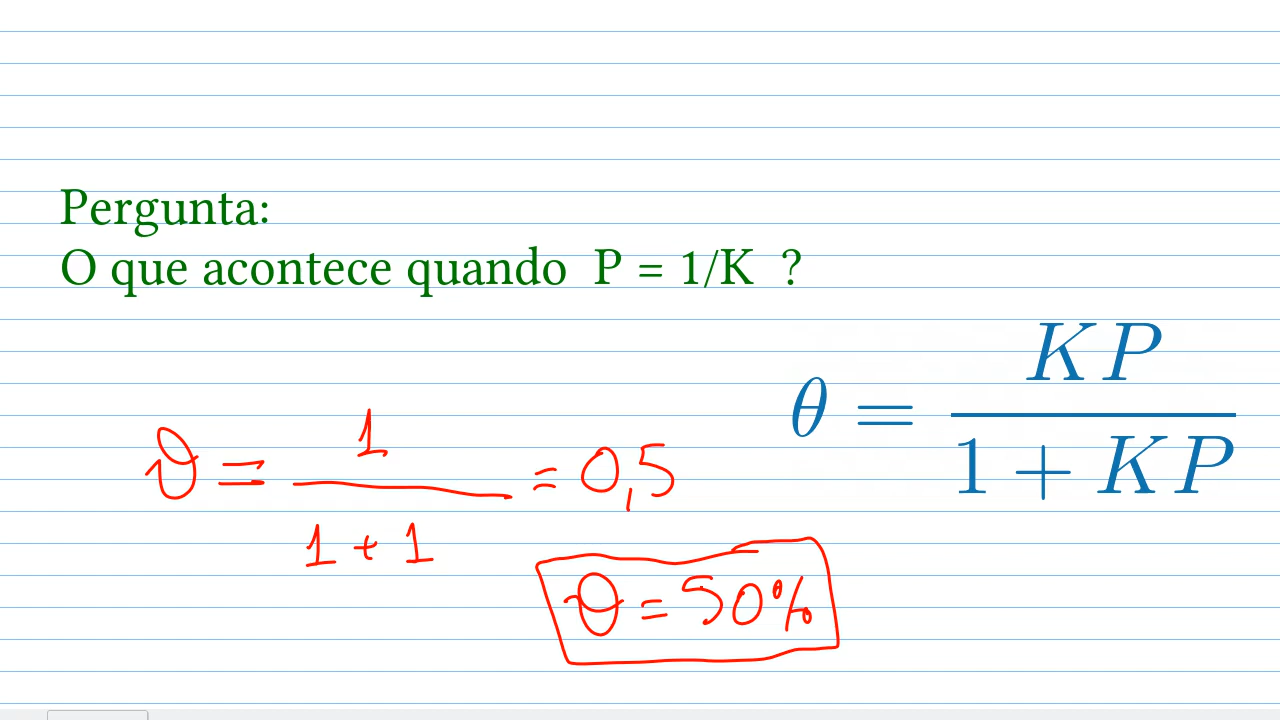 Pergunta:
O que acontece quando P = 1/K ?
θ = KP / 1 + KP
ϑ = 1 / 1 + 1 = 0,5
ϑ = 50%